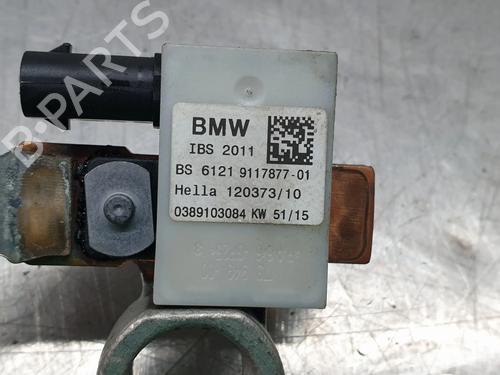 B-PARTS
BMW
IBS 2011
BS 6121 9117877-01
Hella 120373/10
0389103084 KW 51/15